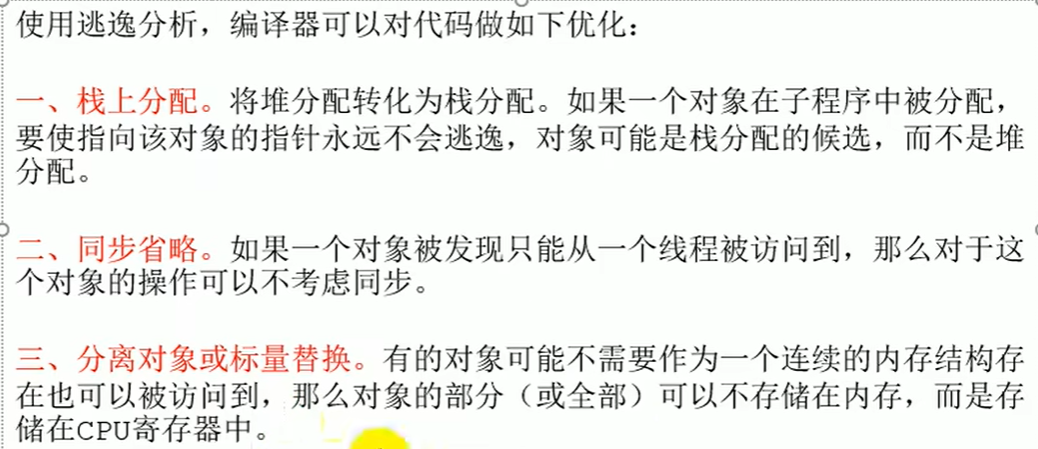 使用逃逸分析，编译器可以对代码做如下优化：
一、栈上分配。将堆分配转化为栈分配。如果一个对象在子程序中被分配，
要使指向该对象的指针永远不会逃逸，对象可能是栈分配的候选，而不是堆
分配。
二、同步省略。如果一个对象被发现只能从一个线程被访问到，那么对于这
个对象的操作可以不考虑同步。
三、分离对象或标量替换。有的对象可能不需要作为一个连续的内存结构存
在也可以被访问到，那么对象的部分（或全部）可以不存储在内存，而是存
储在CPU寄存器中。